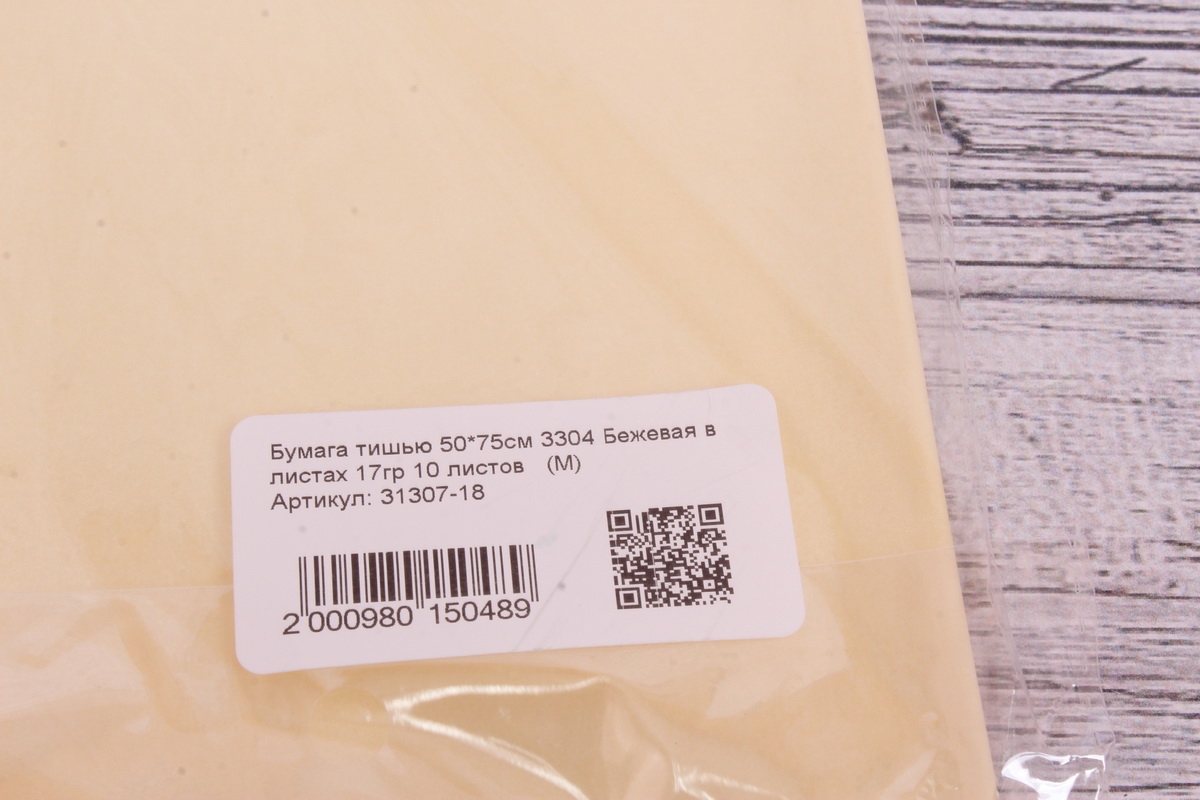 Бумага тишью 50*75см 3304 Бежевая в
листах 17гр 10 листов (М)
Артикул: 31307-18
2 000980 150489